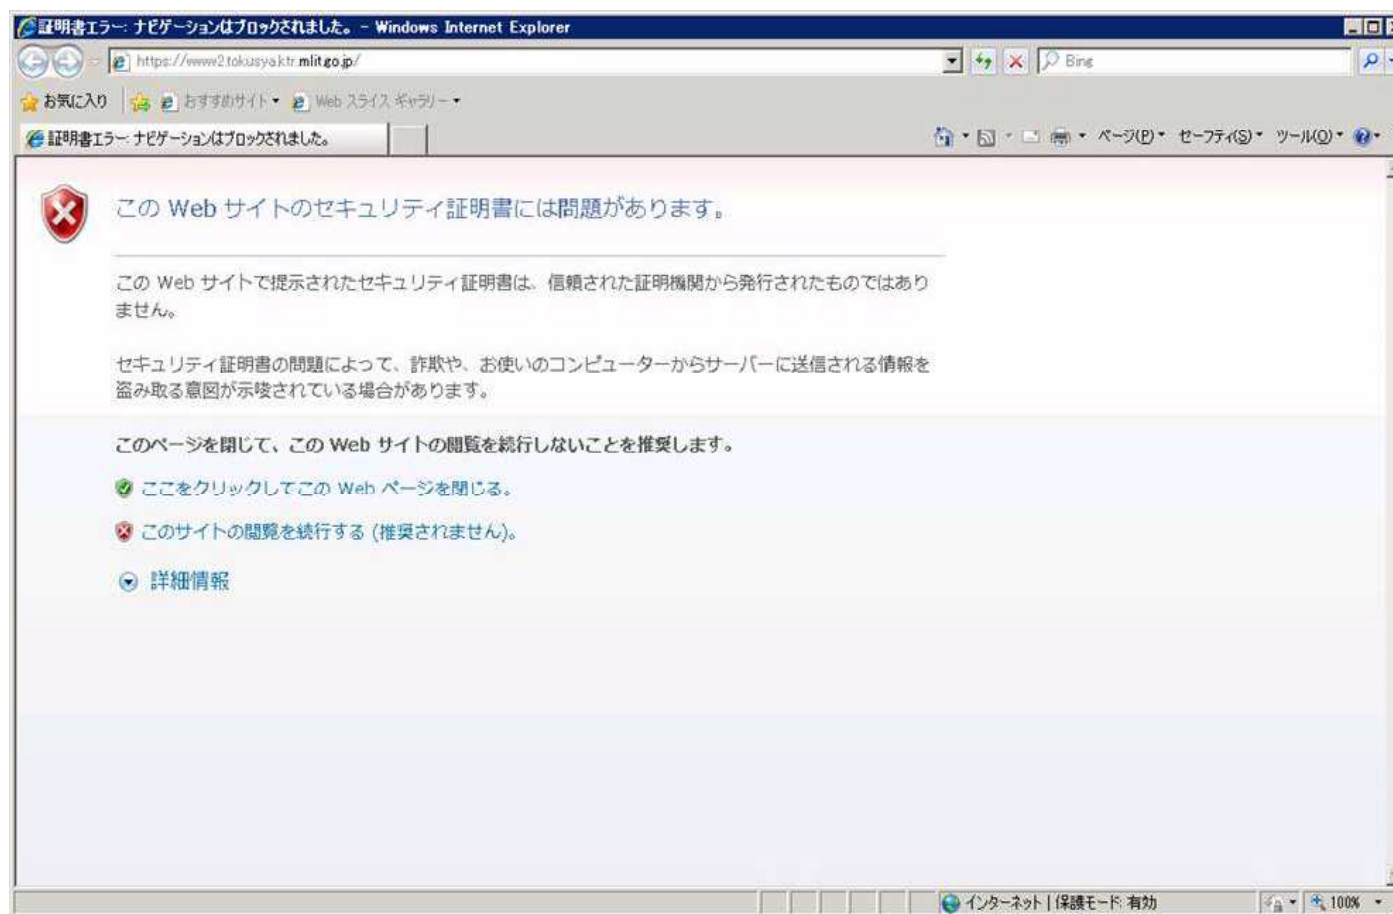 証明書エラー: ナビゲーションはブロックされました。 - Windows Internet Explorer
https://www2.tokusya.ktr.mlit.go.jp/
Bing
お気に入り おすすめサイト Web スライス ギャラリー
証明書エラー: ナビゲーションはブロックされました。
ページ(P) セーフティ(S) ツール(O)
この Web サイトのセキュリティ証明書には問題があります。
この Web サイトで提示されたセキュリティ証明書は、信頼された証明機関から発行されたものではあり
ません。
セキュリティ証明書の問題によって、詐欺や、お使いのコンピューターからサーバーに送信される情報を
盗み取る意図が示唆されている場合があります。
このページを閉じて、この Web サイトの閲覧を続行しないことを推奨します。
ここをクリックしてこの Web ページを閉じる。
このサイトの閲覧を続行する (推奨されません)。
詳細情報
インターネット | 保護モード: 有効
100%